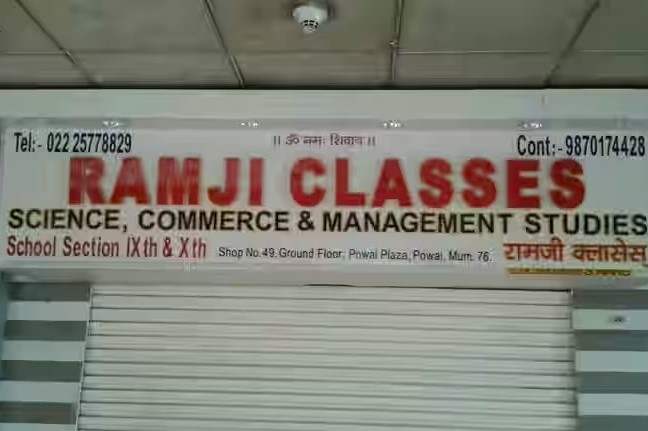 Tel:- 022 25778829
॥ ॐ नमः शिवाय ॥
Cont:- 9870174428
RAMJI CLASSES
SCIENCE, COMMERCE & MANAGEMENT STUDIES
School Section IXth & Xth
Shop No.49, Ground Floor, Powai Plaza, Powai, Mum. 76.
रामजी क्लासेस्